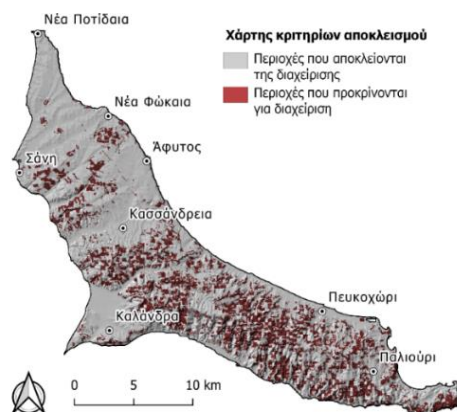 Νέα Ποτίδαια
Χάρτης κριτηρίων αποκλεισμού
Περιοχές που αποκλείονται
της διαχείρισης
Περιοχές που προκρίνονται
για διαχείριση
Νέα Φώκαια
Άφυτος
Σάνη
Κασσάνδρεια
Πευκοχώρι
Καλάνδρα
Παλιούρι
0 5 10 km